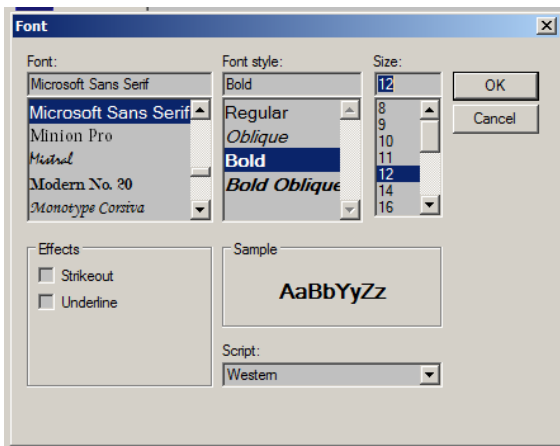 Font
Font:
Microsoft Sans Serif
Microsoft Sans Serif
Minion Pro
Mistral
Modern No. 20
Monotype Corsiva
Font style:
Bold
Regular
Oblique
Bold
Bold Oblique
Size:
12
8
9
10
11
12
14
16
OK
Cancel
Effects
Strikeout
Underline
Sample
AaBbYyZz
Script:
Western